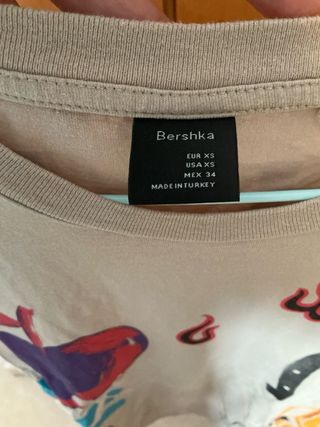 Bershka
EUR XS
USA XS
MEX 34
MADE IN TURKEY